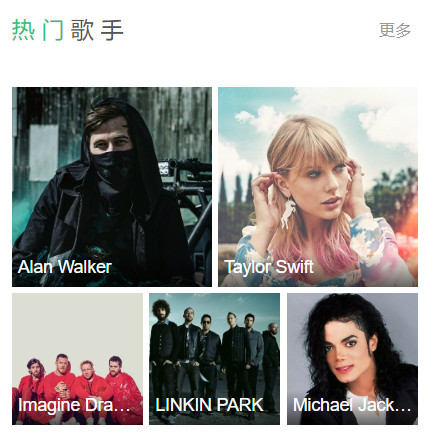 热门歌手
更多
Alan Walker
Taylor Swift
Imagine Dra...
LINKIN PARK
Michael Jack...